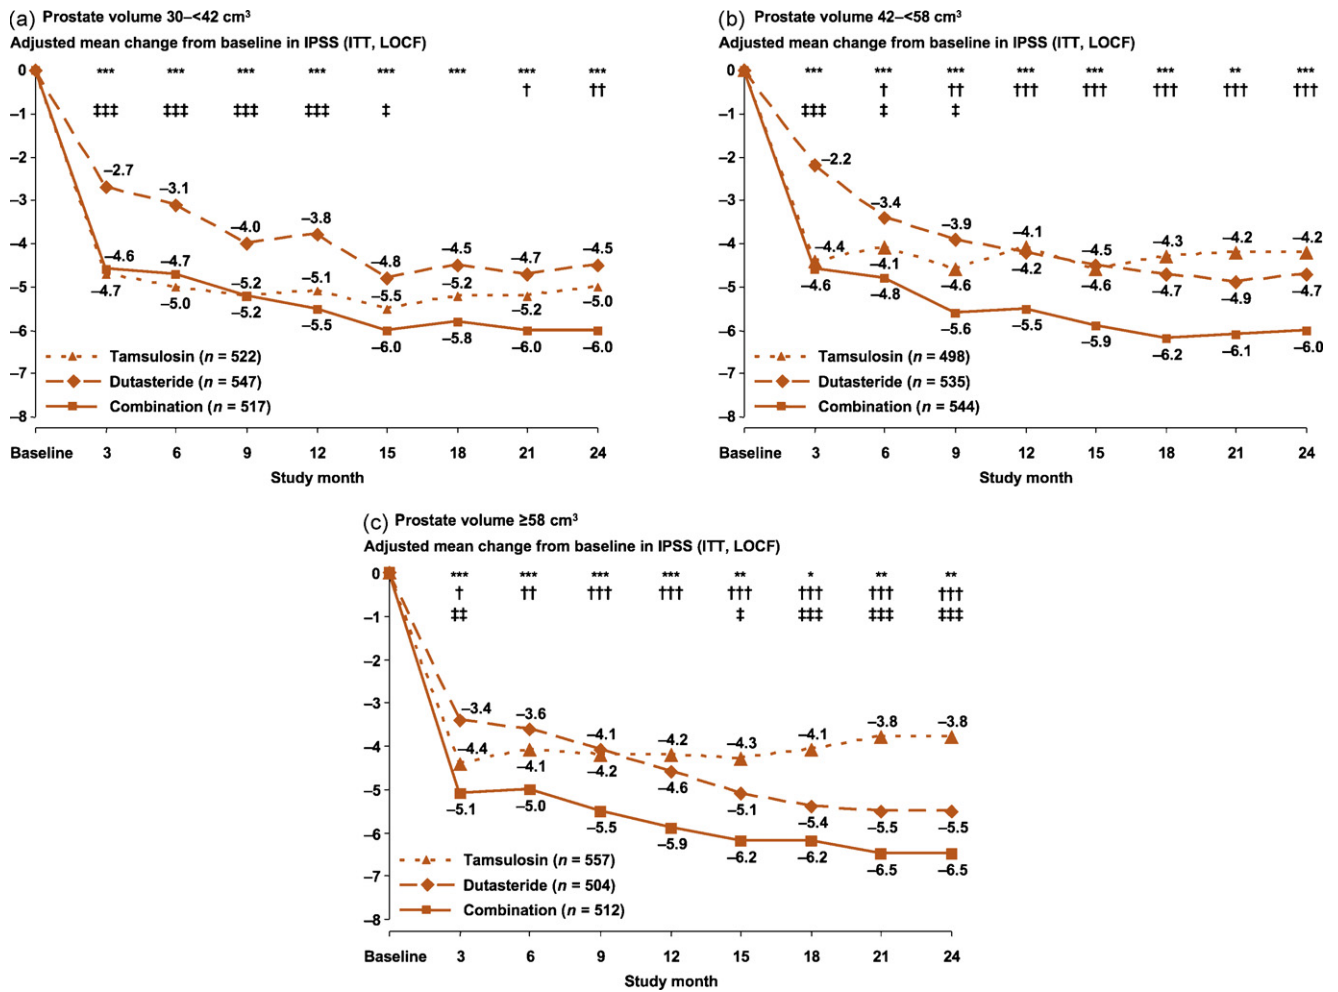 (a) Prostate volume 30–<42 cm³
Adjusted mean change from baseline in IPSS (ITT, LOCF)
0 *** *** *** *** *** *** *** ***
† ††
‡‡‡ ‡‡‡ ‡‡‡ ‡‡‡ ‡
–1
–2
–2.7
–3.1
–3
–4.0 –3.8
–4
–4.8 –4.5 –4.7 –4.5
–4.6 –4.7 –5.2 –5.1 –5.5 –5.2
–5
–4.7 –5.0 –5.2 –5.5 –5.2 –5.0
–6
–6.0 –5.8 –6.0 –6.0
Tamsulosin (n = 522)
–7
Dutasteride (n = 547)
Combination (n = 517)
–8
Baseline 3 6 9 12 15 18 21 24
Study month
(b) Prostate volume 42–<58 cm³
Adjusted mean change from baseline in IPSS (ITT, LOCF)
0 *** *** *** *** *** *** ** ***
† †† ††† ††† ††† ††† †††
‡‡‡ ‡ ‡
–1
–2
–2.2
–3
–3.4
–3.9 –4.1
–4
–4.4 –4.1 –4.5 –4.3 –4.2 –4.2
–4.6 –4.8 –4.6 –4.2 –4.6 –4.7 –4.9 –4.7
–5
–5.6 –5.5 –5.9
–6
–6.2 –6.1 –6.0
Tamsulosin (n = 498)
–7
Dutasteride (n = 535)
Combination (n = 544)
–8
Baseline 3 6 9 12 15 18 21 24
Study month
(c) Prostate volume ≥58 cm³
Adjusted mean change from baseline in IPSS (ITT, LOCF)
0 *** *** *** *** ** * ** **
† †† ††† ††† ††† ††† ††† †††
‡‡ ‡ ‡‡‡ ‡‡‡ ‡‡‡
–1
–2
–3
–3.4 –3.6
–4.1 –4.2 –4.3 –4.1 –3.8 –3.8
–4
–4.4 –4.1 –4.2
–4.6
–5
–5.1 –5.0 –5.1 –5.4 –5.5 –5.5
–5.5 –5.9
–6
–6.2 –6.2 –6.5 –6.5
Tamsulosin (n = 557)
–7
Dutasteride (n = 504)
Combination (n = 512)
–8
Baseline 3 6 9 12 15 18 21 24
Study month